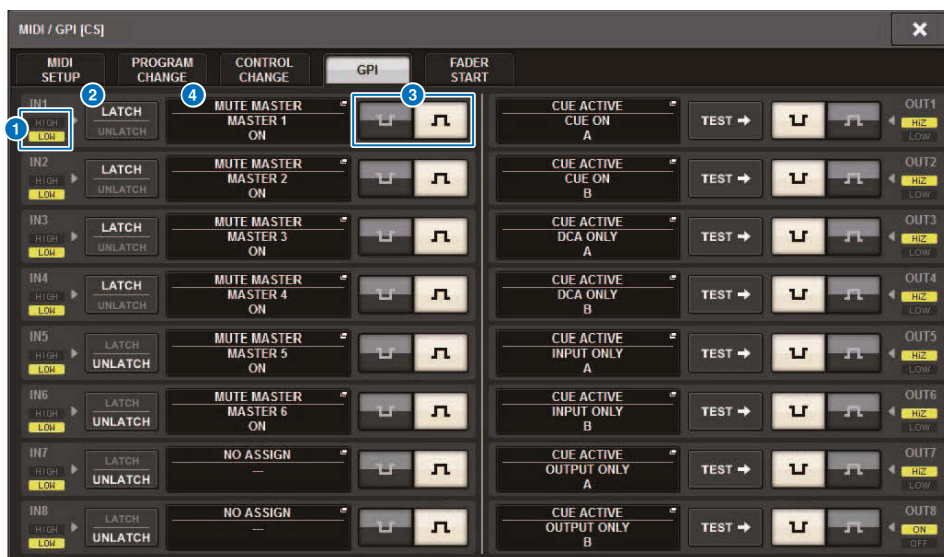 MIDI / GPI [CS]
MIDI SETUP
PROGRAM CHANGE
CONTROL CHANGE
GPI
FADER START
1
2
4
3
IN1
HIGH
LOW
LATCH
UNLATCH
MUTE MASTER
MASTER 1
ON
CUE ACTIVE
CUE ON
A
TEST →
OUT1
HiZ
LOW
IN2
HIGH
LOW
LATCH
UNLATCH
MUTE MASTER
MASTER 2
ON
CUE ACTIVE
CUE ON
B
TEST →
OUT2
HiZ
LOW
IN3
HIGH
LOW
LATCH
UNLATCH
MUTE MASTER
MASTER 3
ON
CUE ACTIVE
DCA ONLY
A
TEST →
OUT3
HiZ
LOW
IN4
HIGH
LOW
LATCH
UNLATCH
MUTE MASTER
MASTER 4
ON
CUE ACTIVE
DCA ONLY
B
TEST →
OUT4
HiZ
LOW
IN5
HIGH
LOW
LATCH
UNLATCH
MUTE MASTER
MASTER 5
ON
CUE ACTIVE
INPUT ONLY
A
TEST →
OUT5
HiZ
LOW
IN6
HIGH
LOW
LATCH
UNLATCH
MUTE MASTER
MASTER 6
ON
CUE ACTIVE
INPUT ONLY
B
TEST →
OUT6
HiZ
LOW
IN7
HIGH
LOW
LATCH
UNLATCH
NO ASSIGN
---
CUE ACTIVE
OUTPUT ONLY
A
TEST →
OUT7
HiZ
LOW
IN8
HIGH
LOW
LATCH
UNLATCH
NO ASSIGN
---
CUE ACTIVE
OUTPUT ONLY
B
TEST →
OUT8
ON
OFF